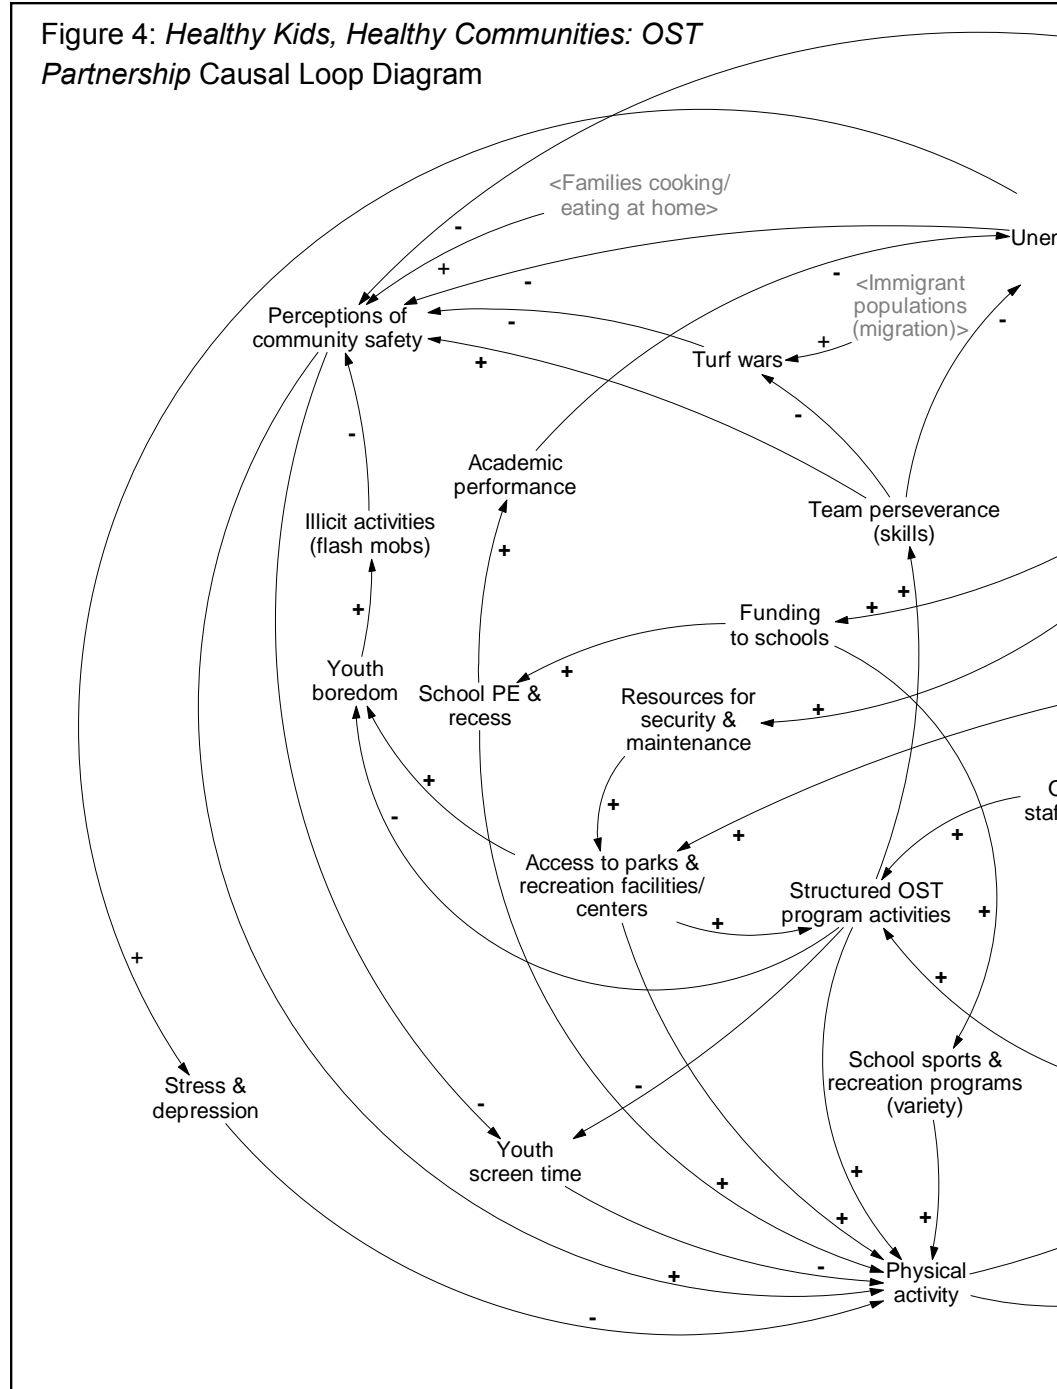 Figure 4: Healthy Kids, Healthy Communities: OST
Partnership Causal Loop Diagram
<Families cooking/
eating at home>
-
+
-
-
Uner
<Immigrant
populations
(migration)>
-
Perceptions of
community safety
-
+
+
Turf wars
-
-
Academic
performance
Team perseverance
(skills)
Illicit activities
(flash mobs)
+
+
+
+
Funding
to schools
Youth
boredom
School PE &
recess
+
Resources for
security &
maintenance
+
+
-
+
+
+
staf
Access to parks &
recreation facilities/
centers
+
Structured OST
program activities
+
+
+
School sports &
recreation programs
(variety)
Stress &
depression
-
-
Youth
screen time
+
+
+
+
-
+
-
Physical
activity